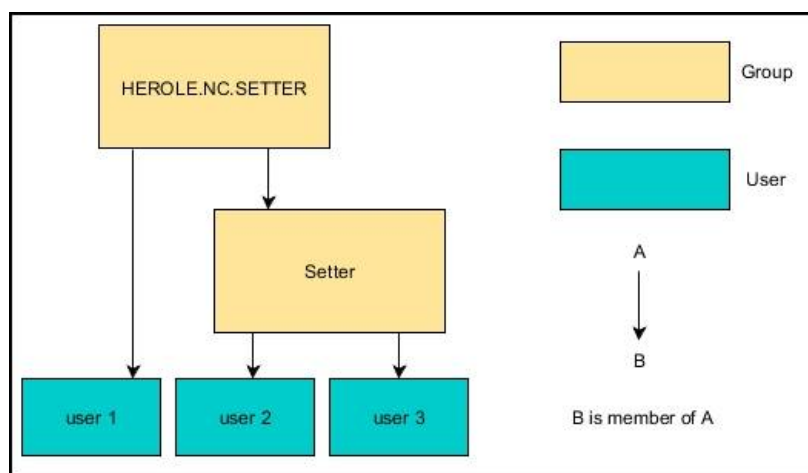 HEROLE.NC.SETTER
Setter
user 1
user 2
user 3
Group
User
A
B
B is member of A